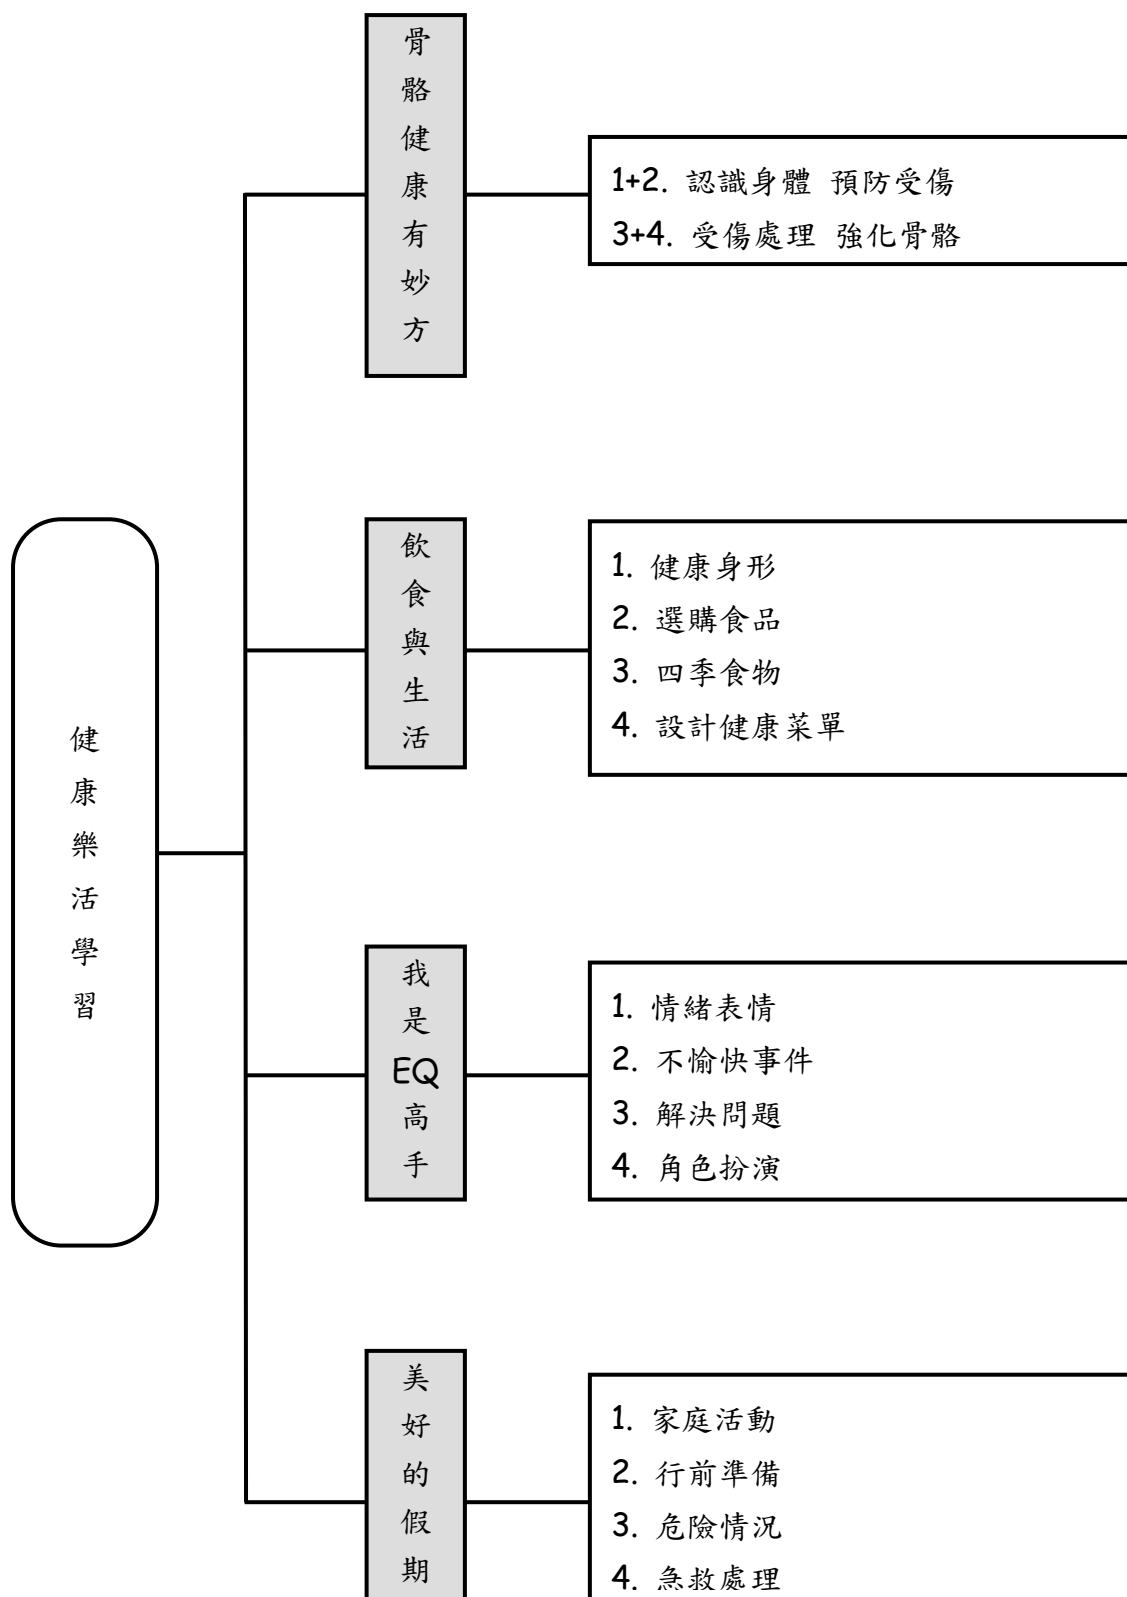 健康樂活學習
骨骼健康有妙方
1+2. 認識身體 預防受傷
3+4. 受傷處理 強化骨骼
飲食與生活
1. 健康身形
2. 選購食品
3. 四季食物
4. 設計健康菜單
我是EQ高手
1. 情緒表情
2. 不愉快事件
3. 解決問題
4. 角色扮演
美好的假期
1. 家庭活動
2. 行前準備
3. 危險情況
4. 急救處理